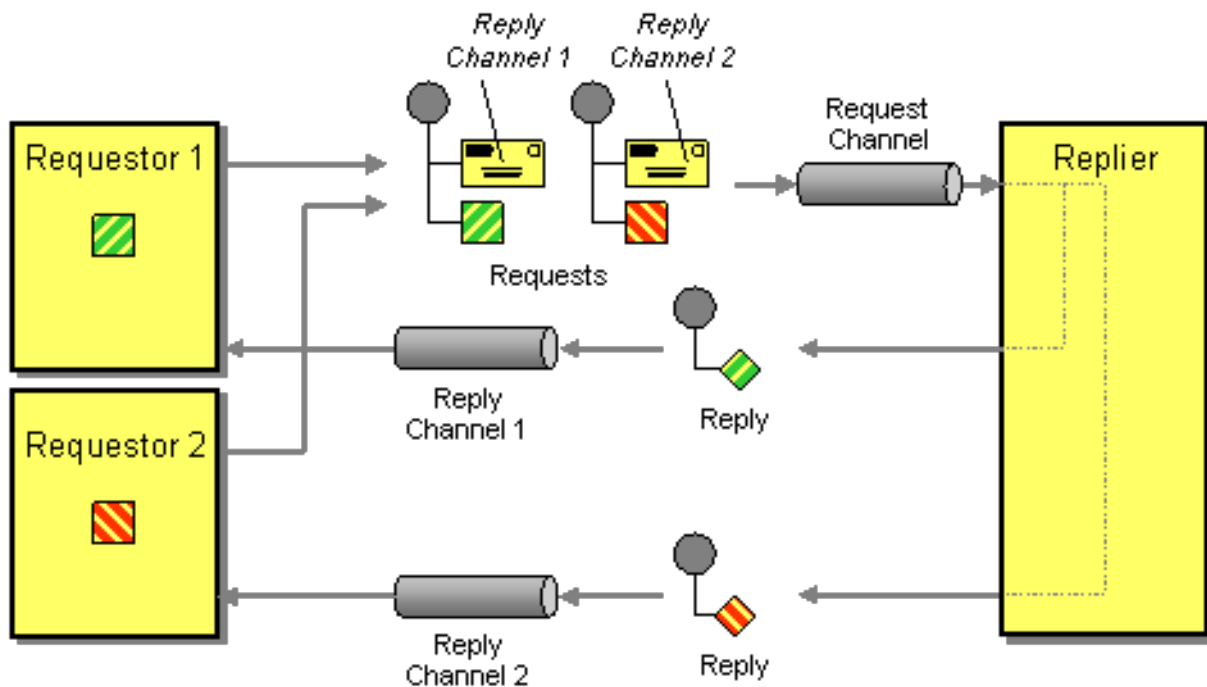 Reply
Channel 1
Reply
Channel 2
Request
Channel
Requestor 1
Replier
Requests
Reply
Channel 1
Reply
Requestor 2
Reply
Channel 2
Reply